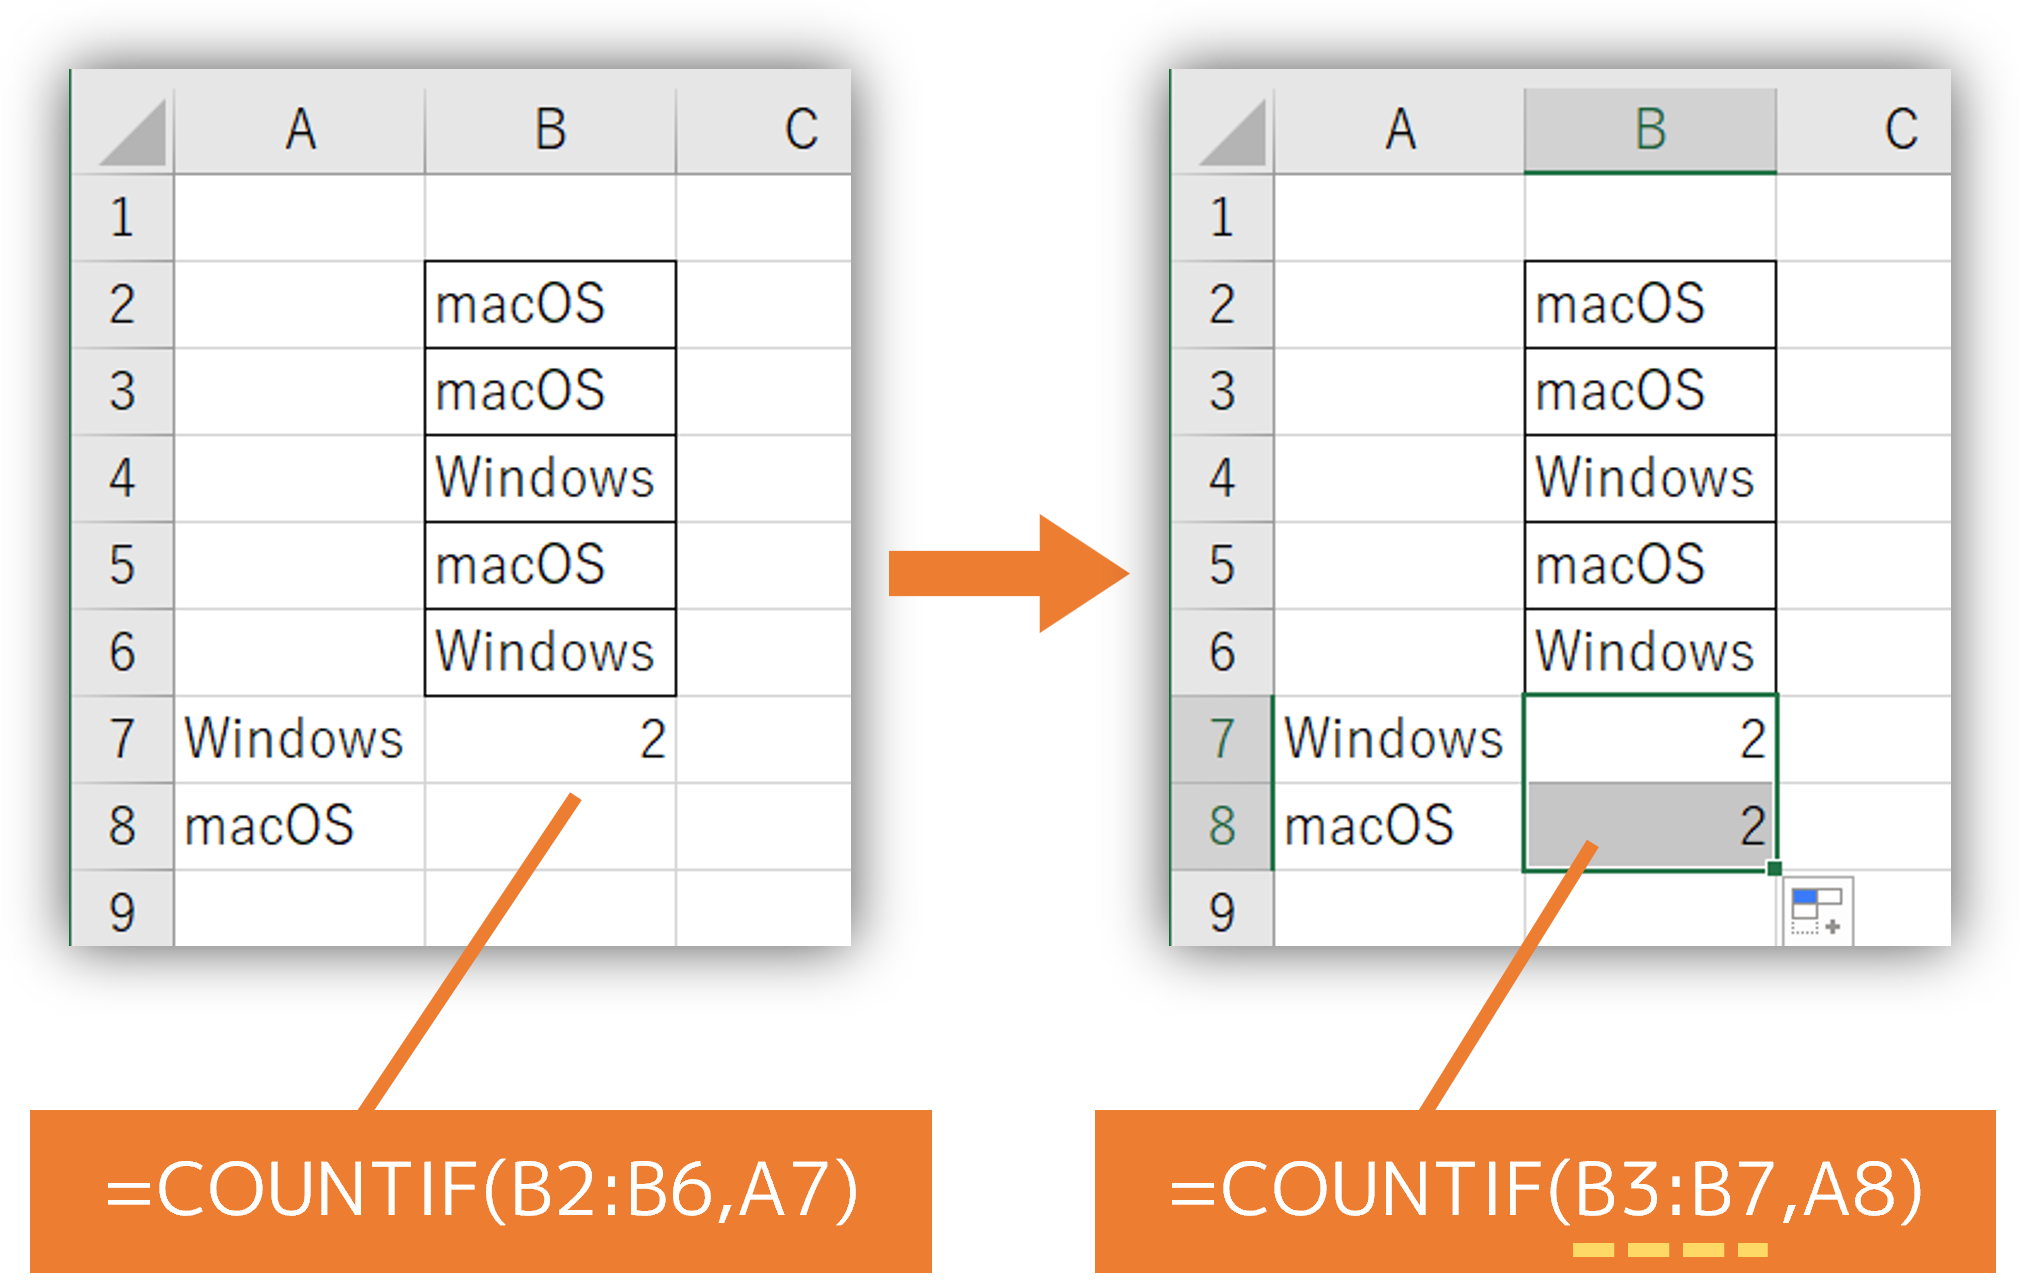 A B C
1
2 macOS
3 macOS
4 Windows
5 macOS
6 Windows
7 Windows 2
8 macOS
9
=COUNTIF(B2:B6,A7)
A B C
1
2 macOS
3 macOS
4 Windows
5 macOS
6 Windows
7 Windows 2
8 macOS 2
9
=COUNTIF(B3:B7,A8)